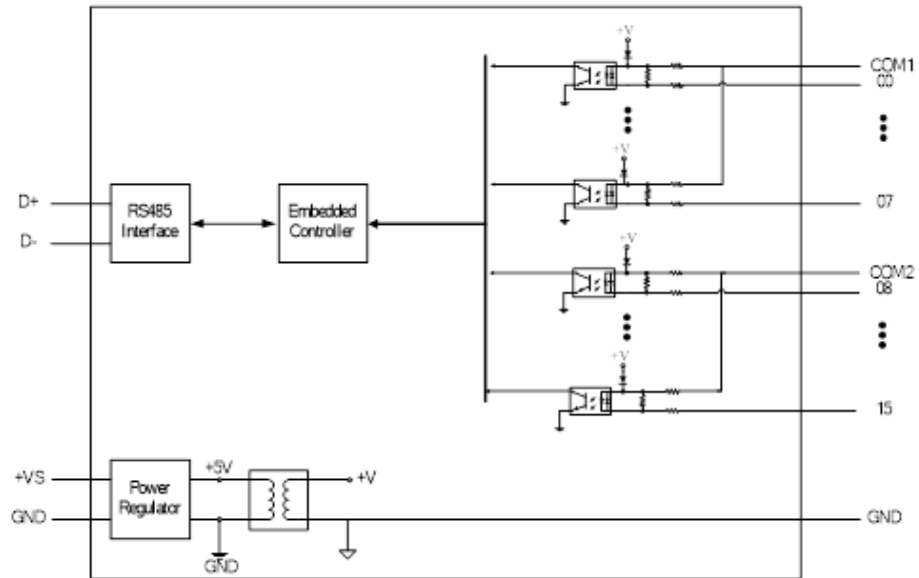 +V
COM1
00
+V
07
D+
D-
RS485
Interface
Embedded
Controller
+V
COM2
08
+V
15
+VS
GND
Power
Regulator
+5V
GND
+V
GND